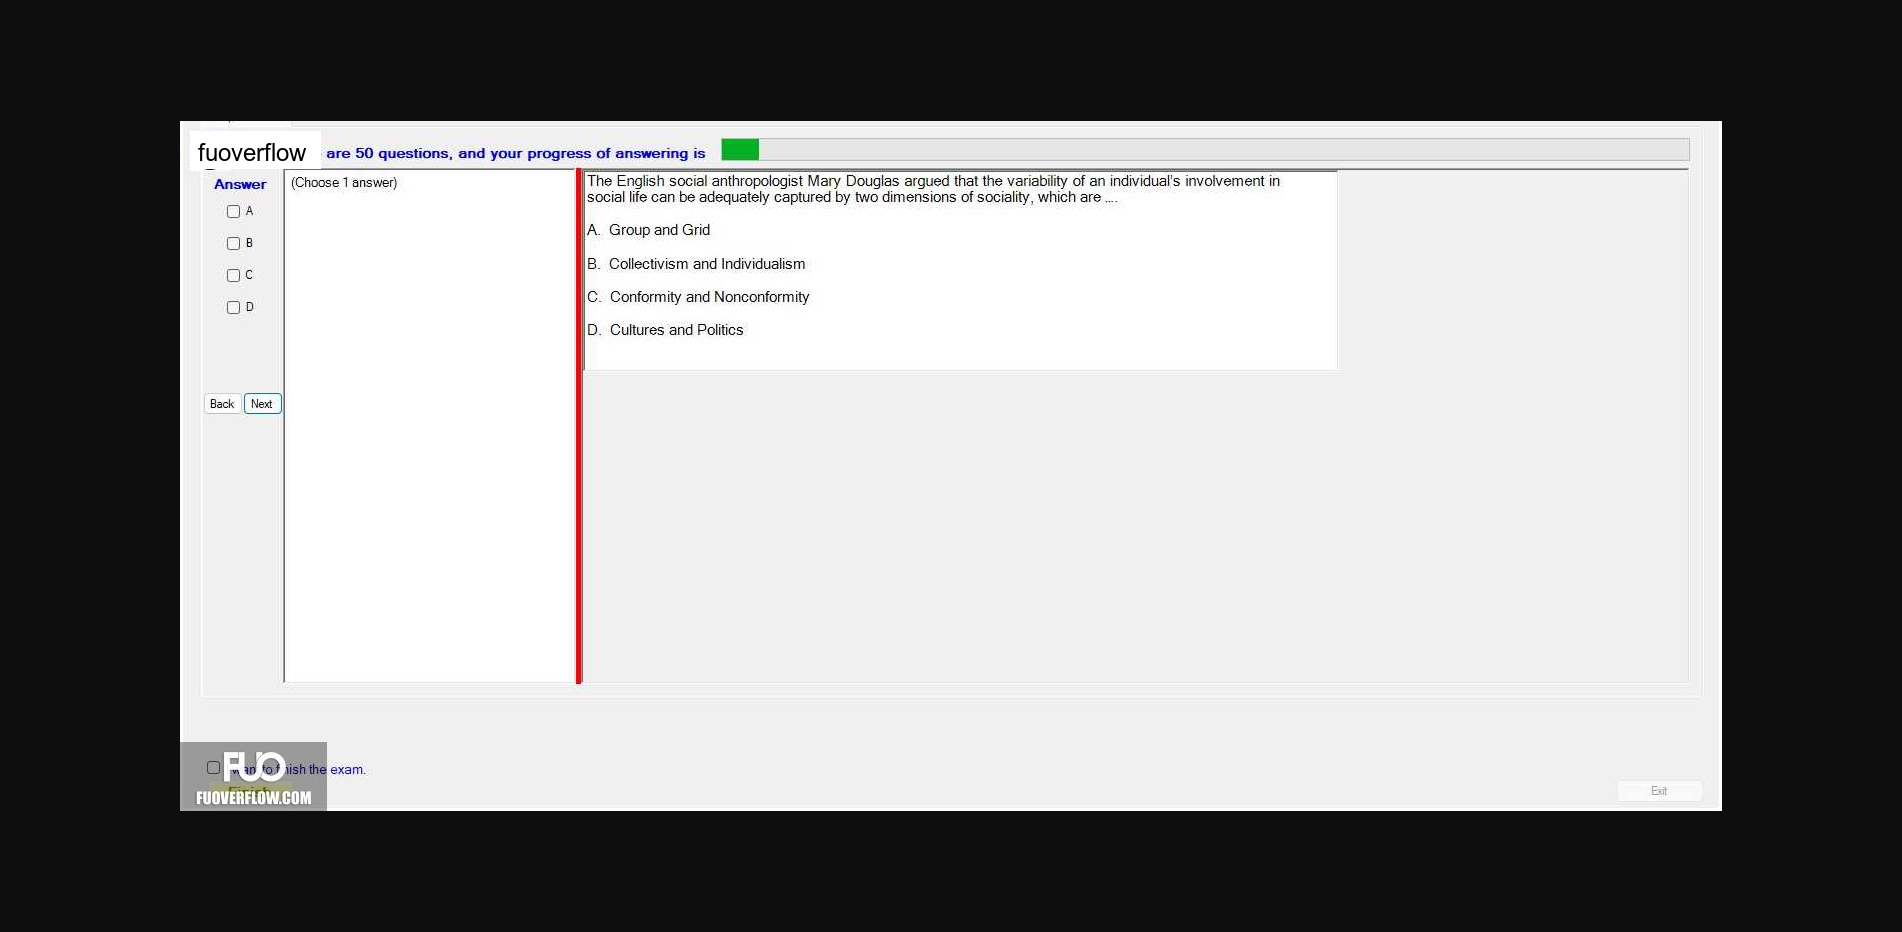 fuoverflow are 50 questions, and your progress of answering is
Answer
(Choose 1 answer)
A
B
C
D
Back Next
The English social anthropologist Mary Douglas argued that the variability of an individual's involvement in
social life can be adequately captured by two dimensions of sociality, which are ....
A. Group and Grid
B. Collectivism and Individualism
C. Conformity and Nonconformity
D. Cultures and Politics
want to finish the exam.
Finish
FUO
FUOVERFLOW.COM
Exit